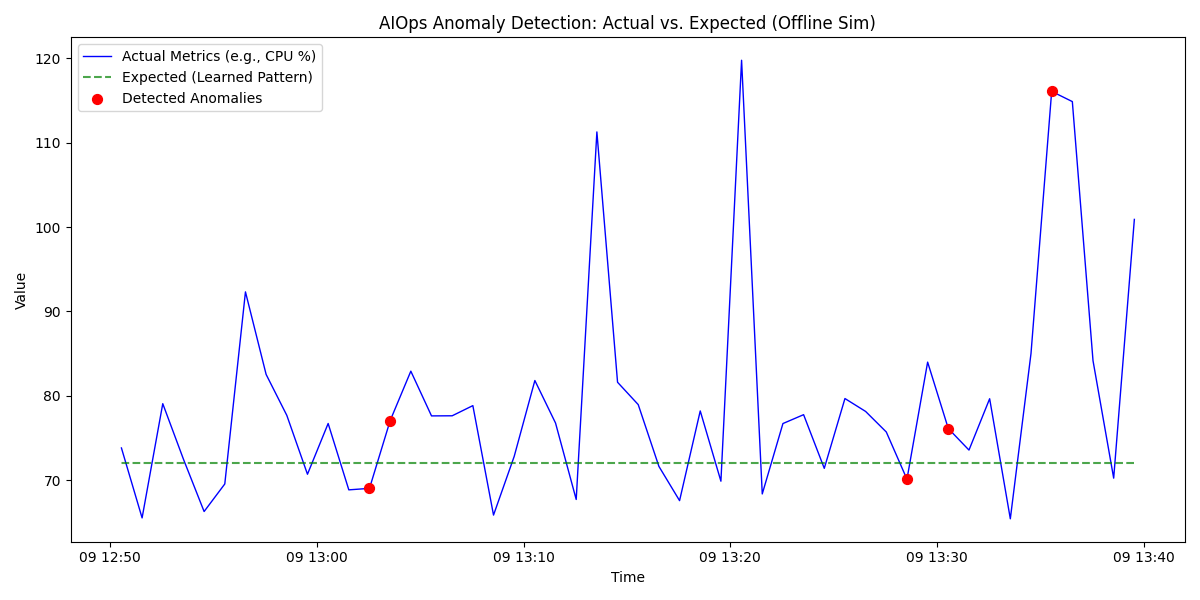 AIOps Anomaly Detection: Actual vs. Expected (Offline Sim)
Actual Metrics (e.g., CPU %)
Expected (Learned Pattern)
Detected Anomalies
120
110
100
90
80
70
Value
09 12:50
09 13:00
09 13:10
09 13:20
09 13:30
09 13:40
Time